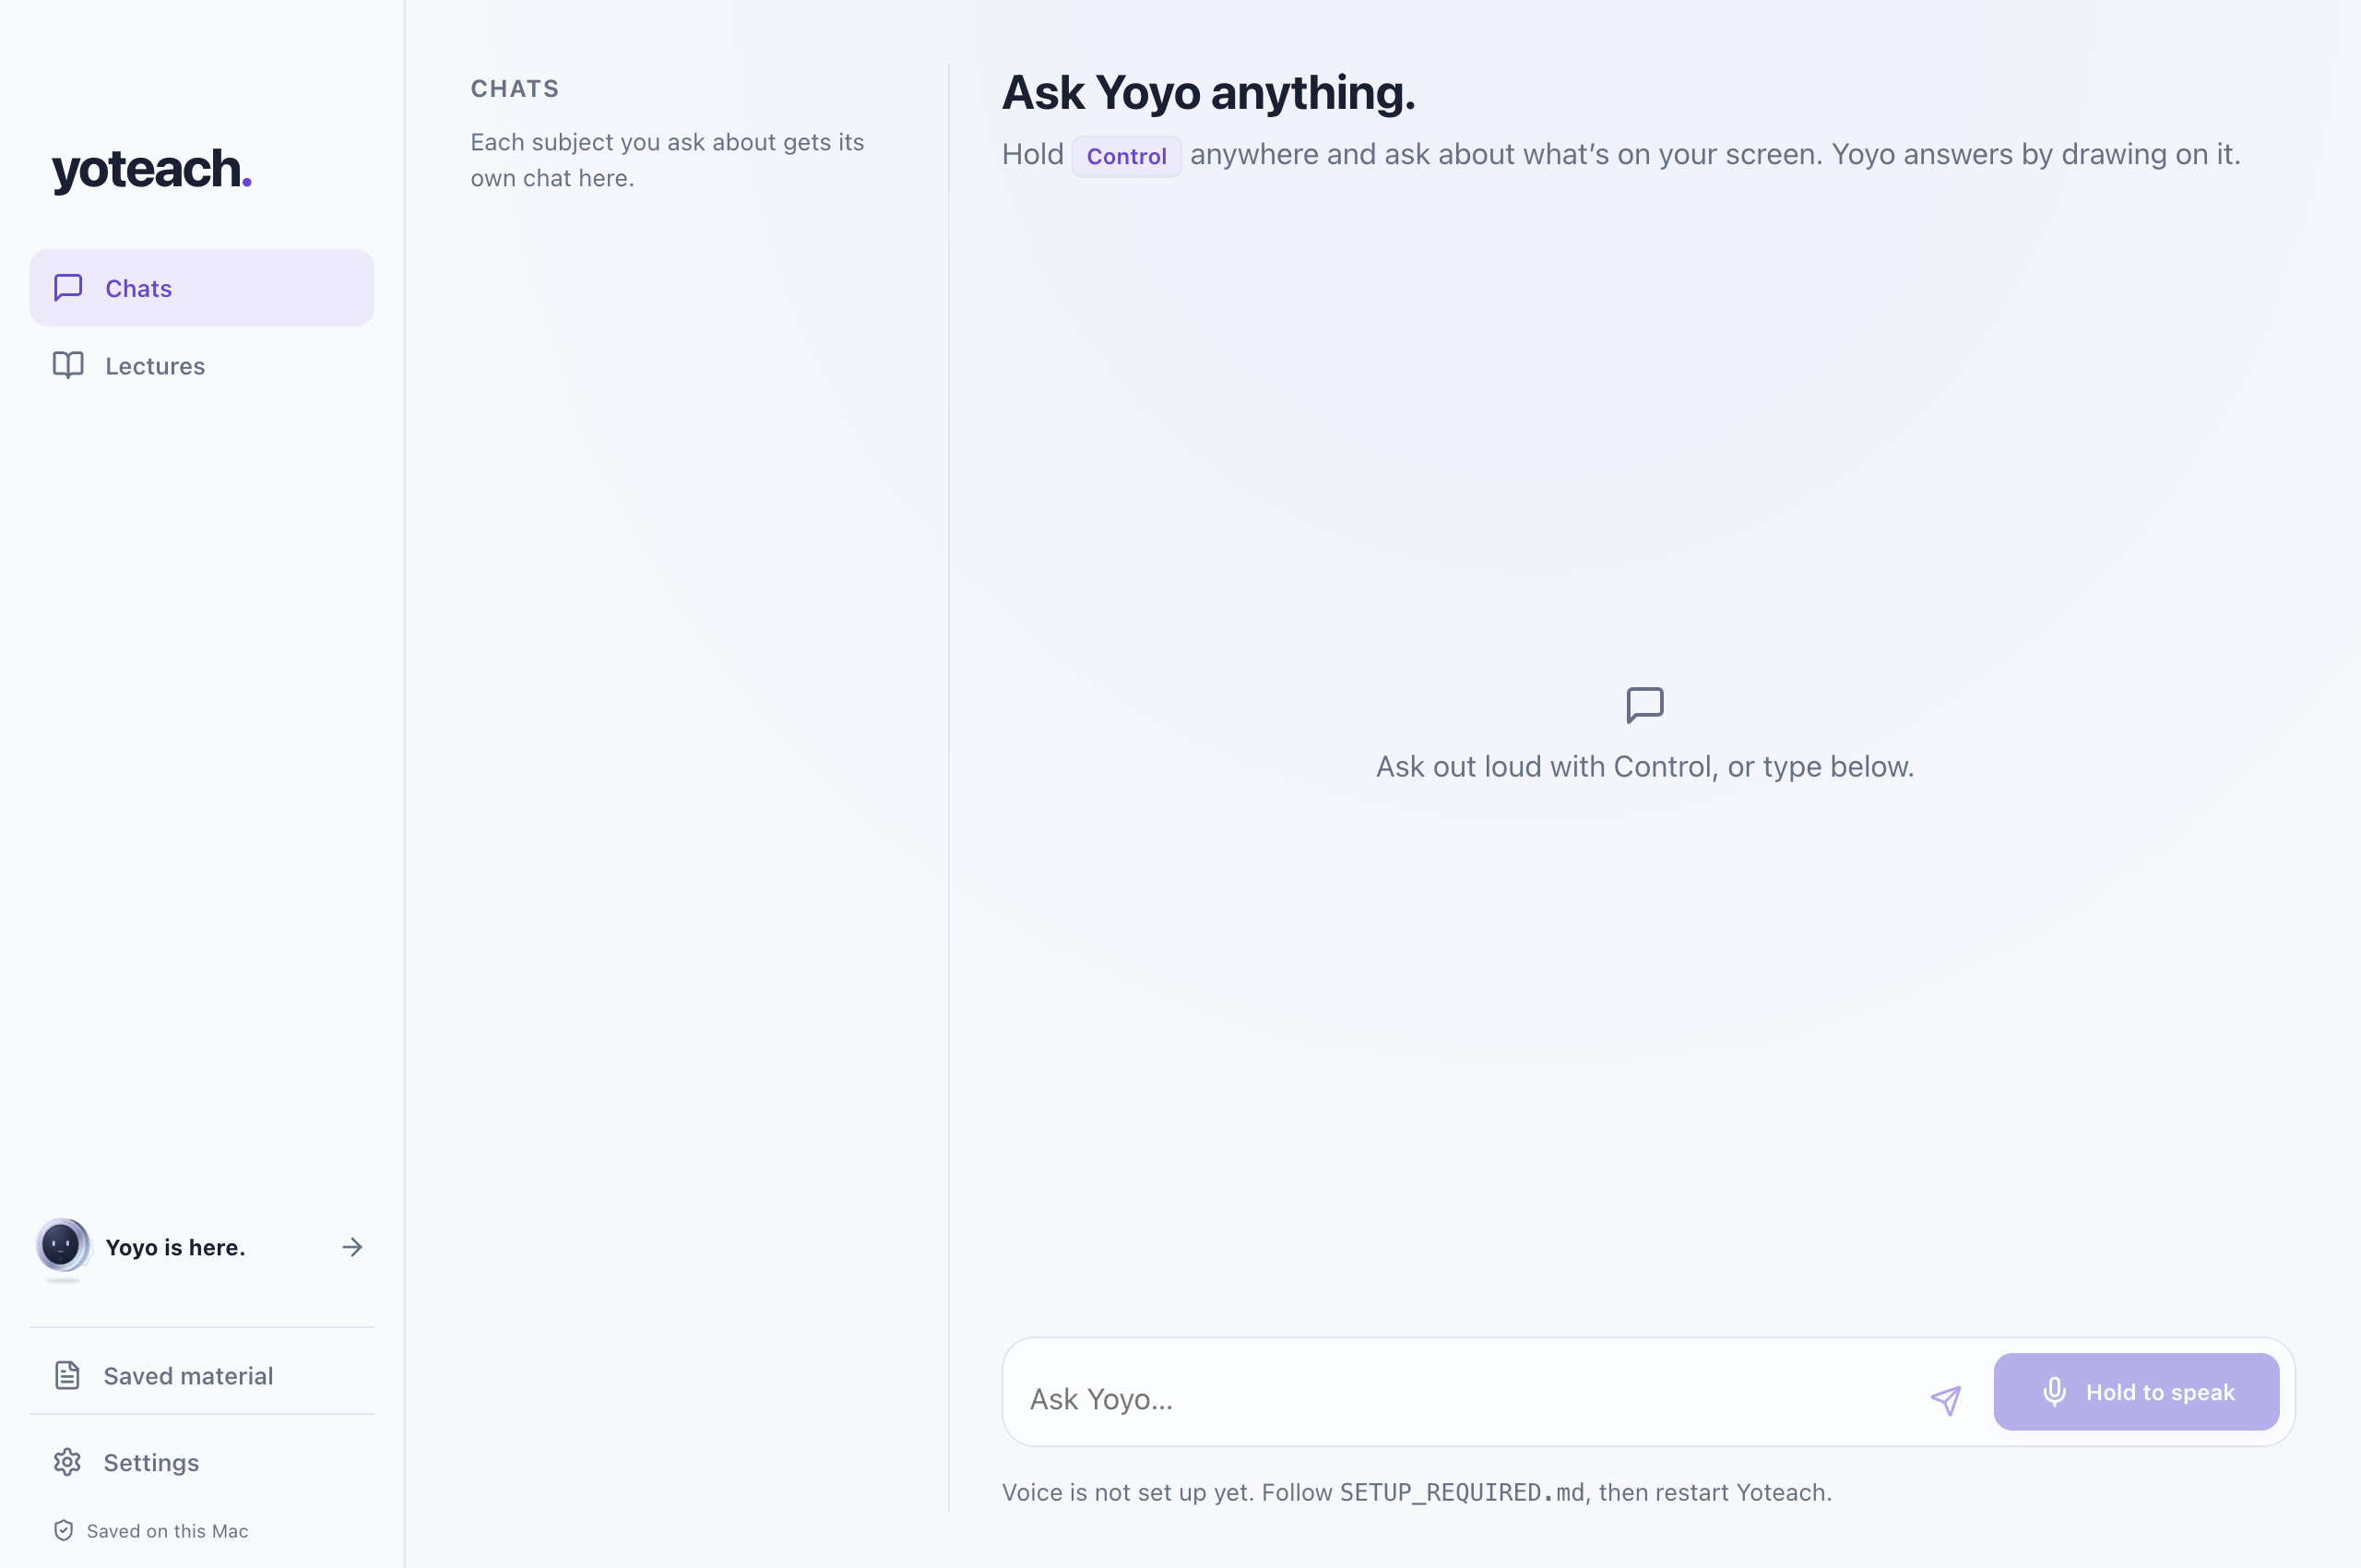 yoteach.
Chats
Lectures
Yoyo is here.
Saved material
Settings
Saved on this Mac
CHATS
Each subject you ask about gets its
own chat here.
Ask Yoyo anything.
Hold Control anywhere and ask about what’s on your screen. Yoyo answers by drawing on it.
Ask out loud with Control, or type below.
Ask Yoyo...
Hold to speak
Voice is not set up yet. Follow SETUP_REQUIRED.md, then restart Yoteach.